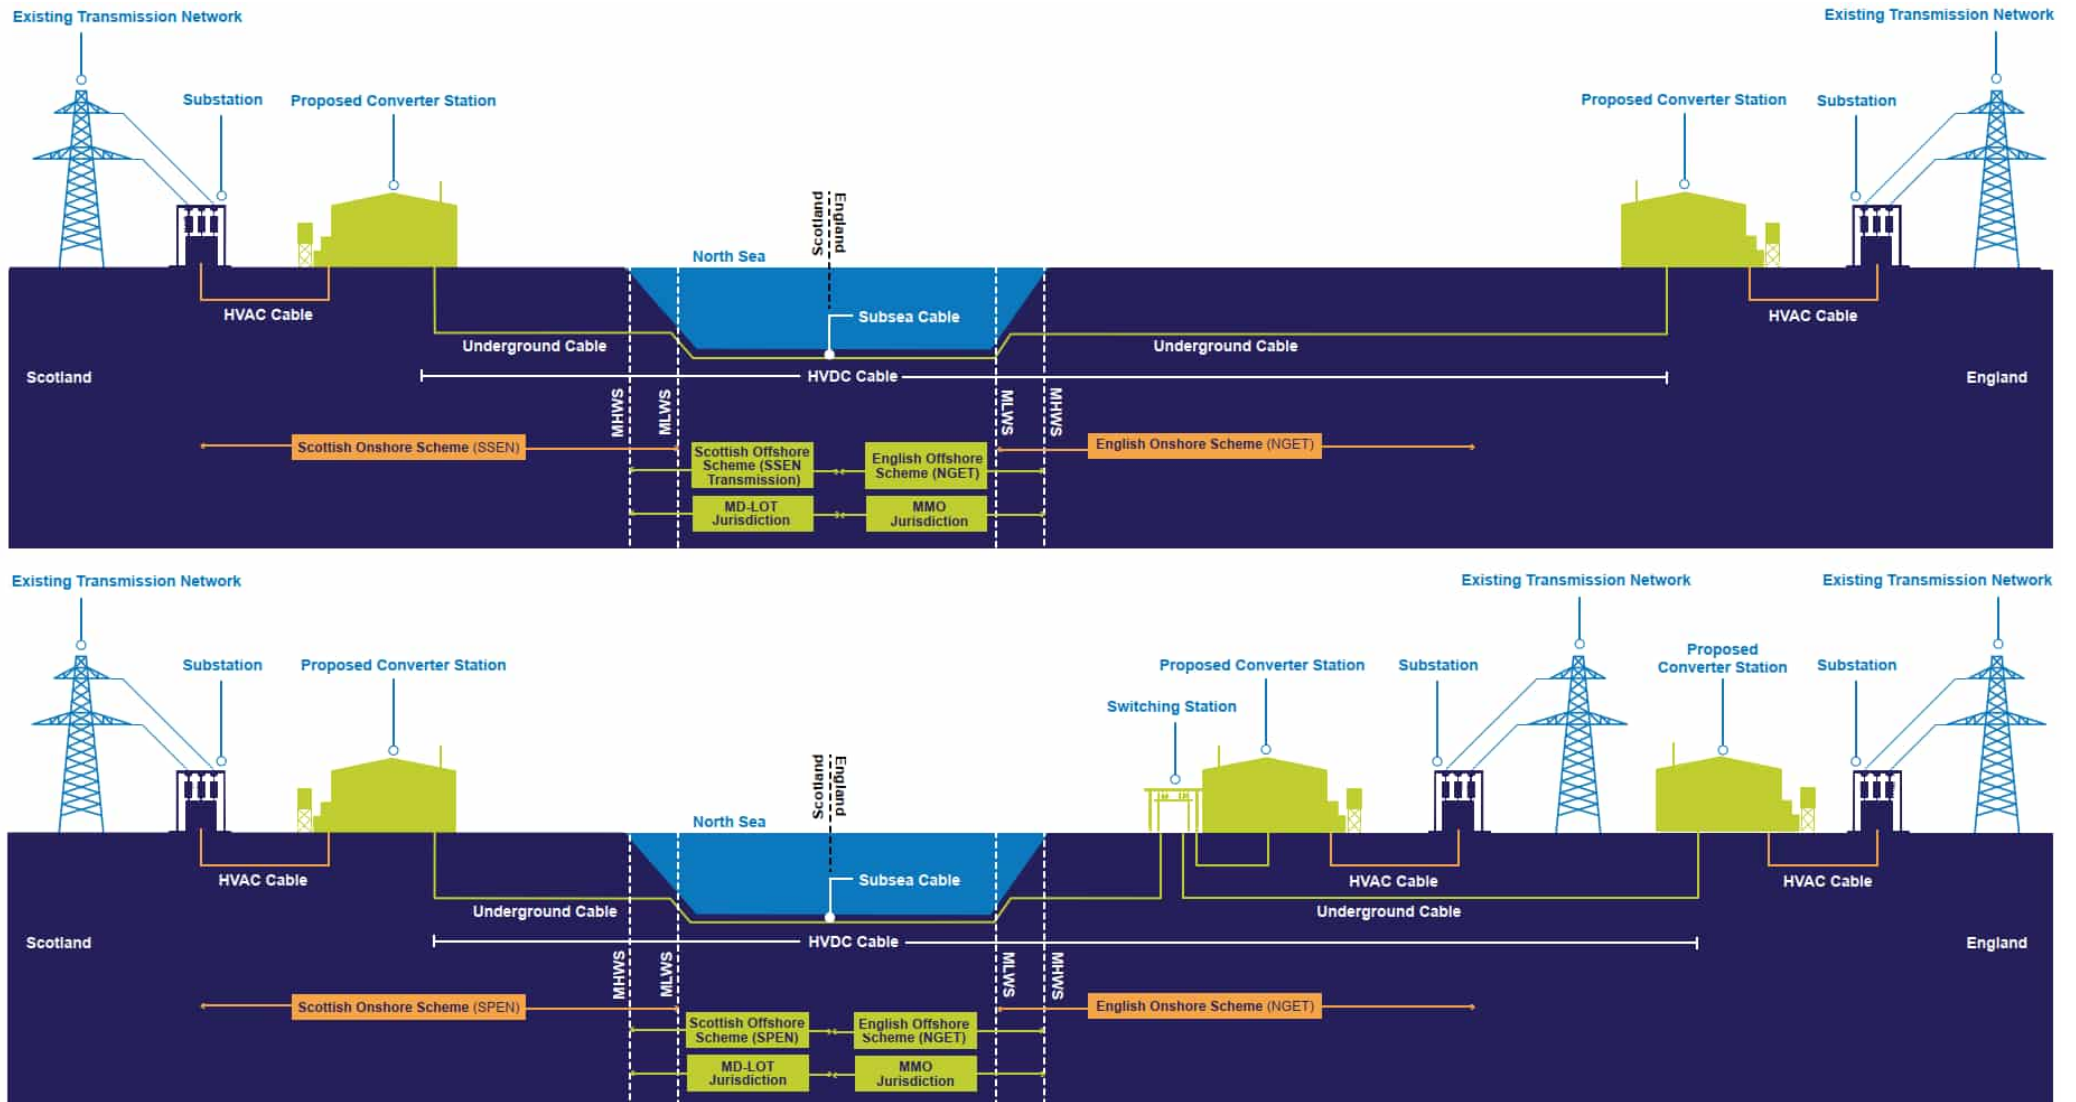 Existing Transmission Network
Existing Transmission Network
Substation
Proposed Converter Station
Proposed Converter Station
Substation
Scotland
England
North Sea
HVAC Cable
Subsea Cable
HVAC Cable
Underground Cable
Underground Cable
Scotland
HVDC Cable
England
MHWS
MLWS
MLWS
MHWS
Scottish Onshore Scheme (SSEN)
English Onshore Scheme (NGET)
Scottish Offshore
Scheme (SSEN
Transmission)
English Offshore
Scheme (NGET)
MD-LOT
Jurisdiction
MMO
Jurisdiction
Existing Transmission Network
Existing Transmission Network
Existing Transmission Network
Substation
Proposed Converter Station
Proposed Converter Station
Substation
Proposed
Converter Station
Substation
Switching Station
Scotland
England
North Sea
HVAC Cable
Subsea Cable
HVAC Cable
HVAC Cable
Underground Cable
Underground Cable
Scotland
HVDC Cable
England
MHWS
MLWS
MLWS
MHWS
Scottish Onshore Scheme (SPEN)
English Onshore Scheme (NGET)
Scottish Offshore
Scheme (SPEN)
English Offshore
Scheme (NGET)
MD-LOT
Jurisdiction
MMO
Jurisdiction